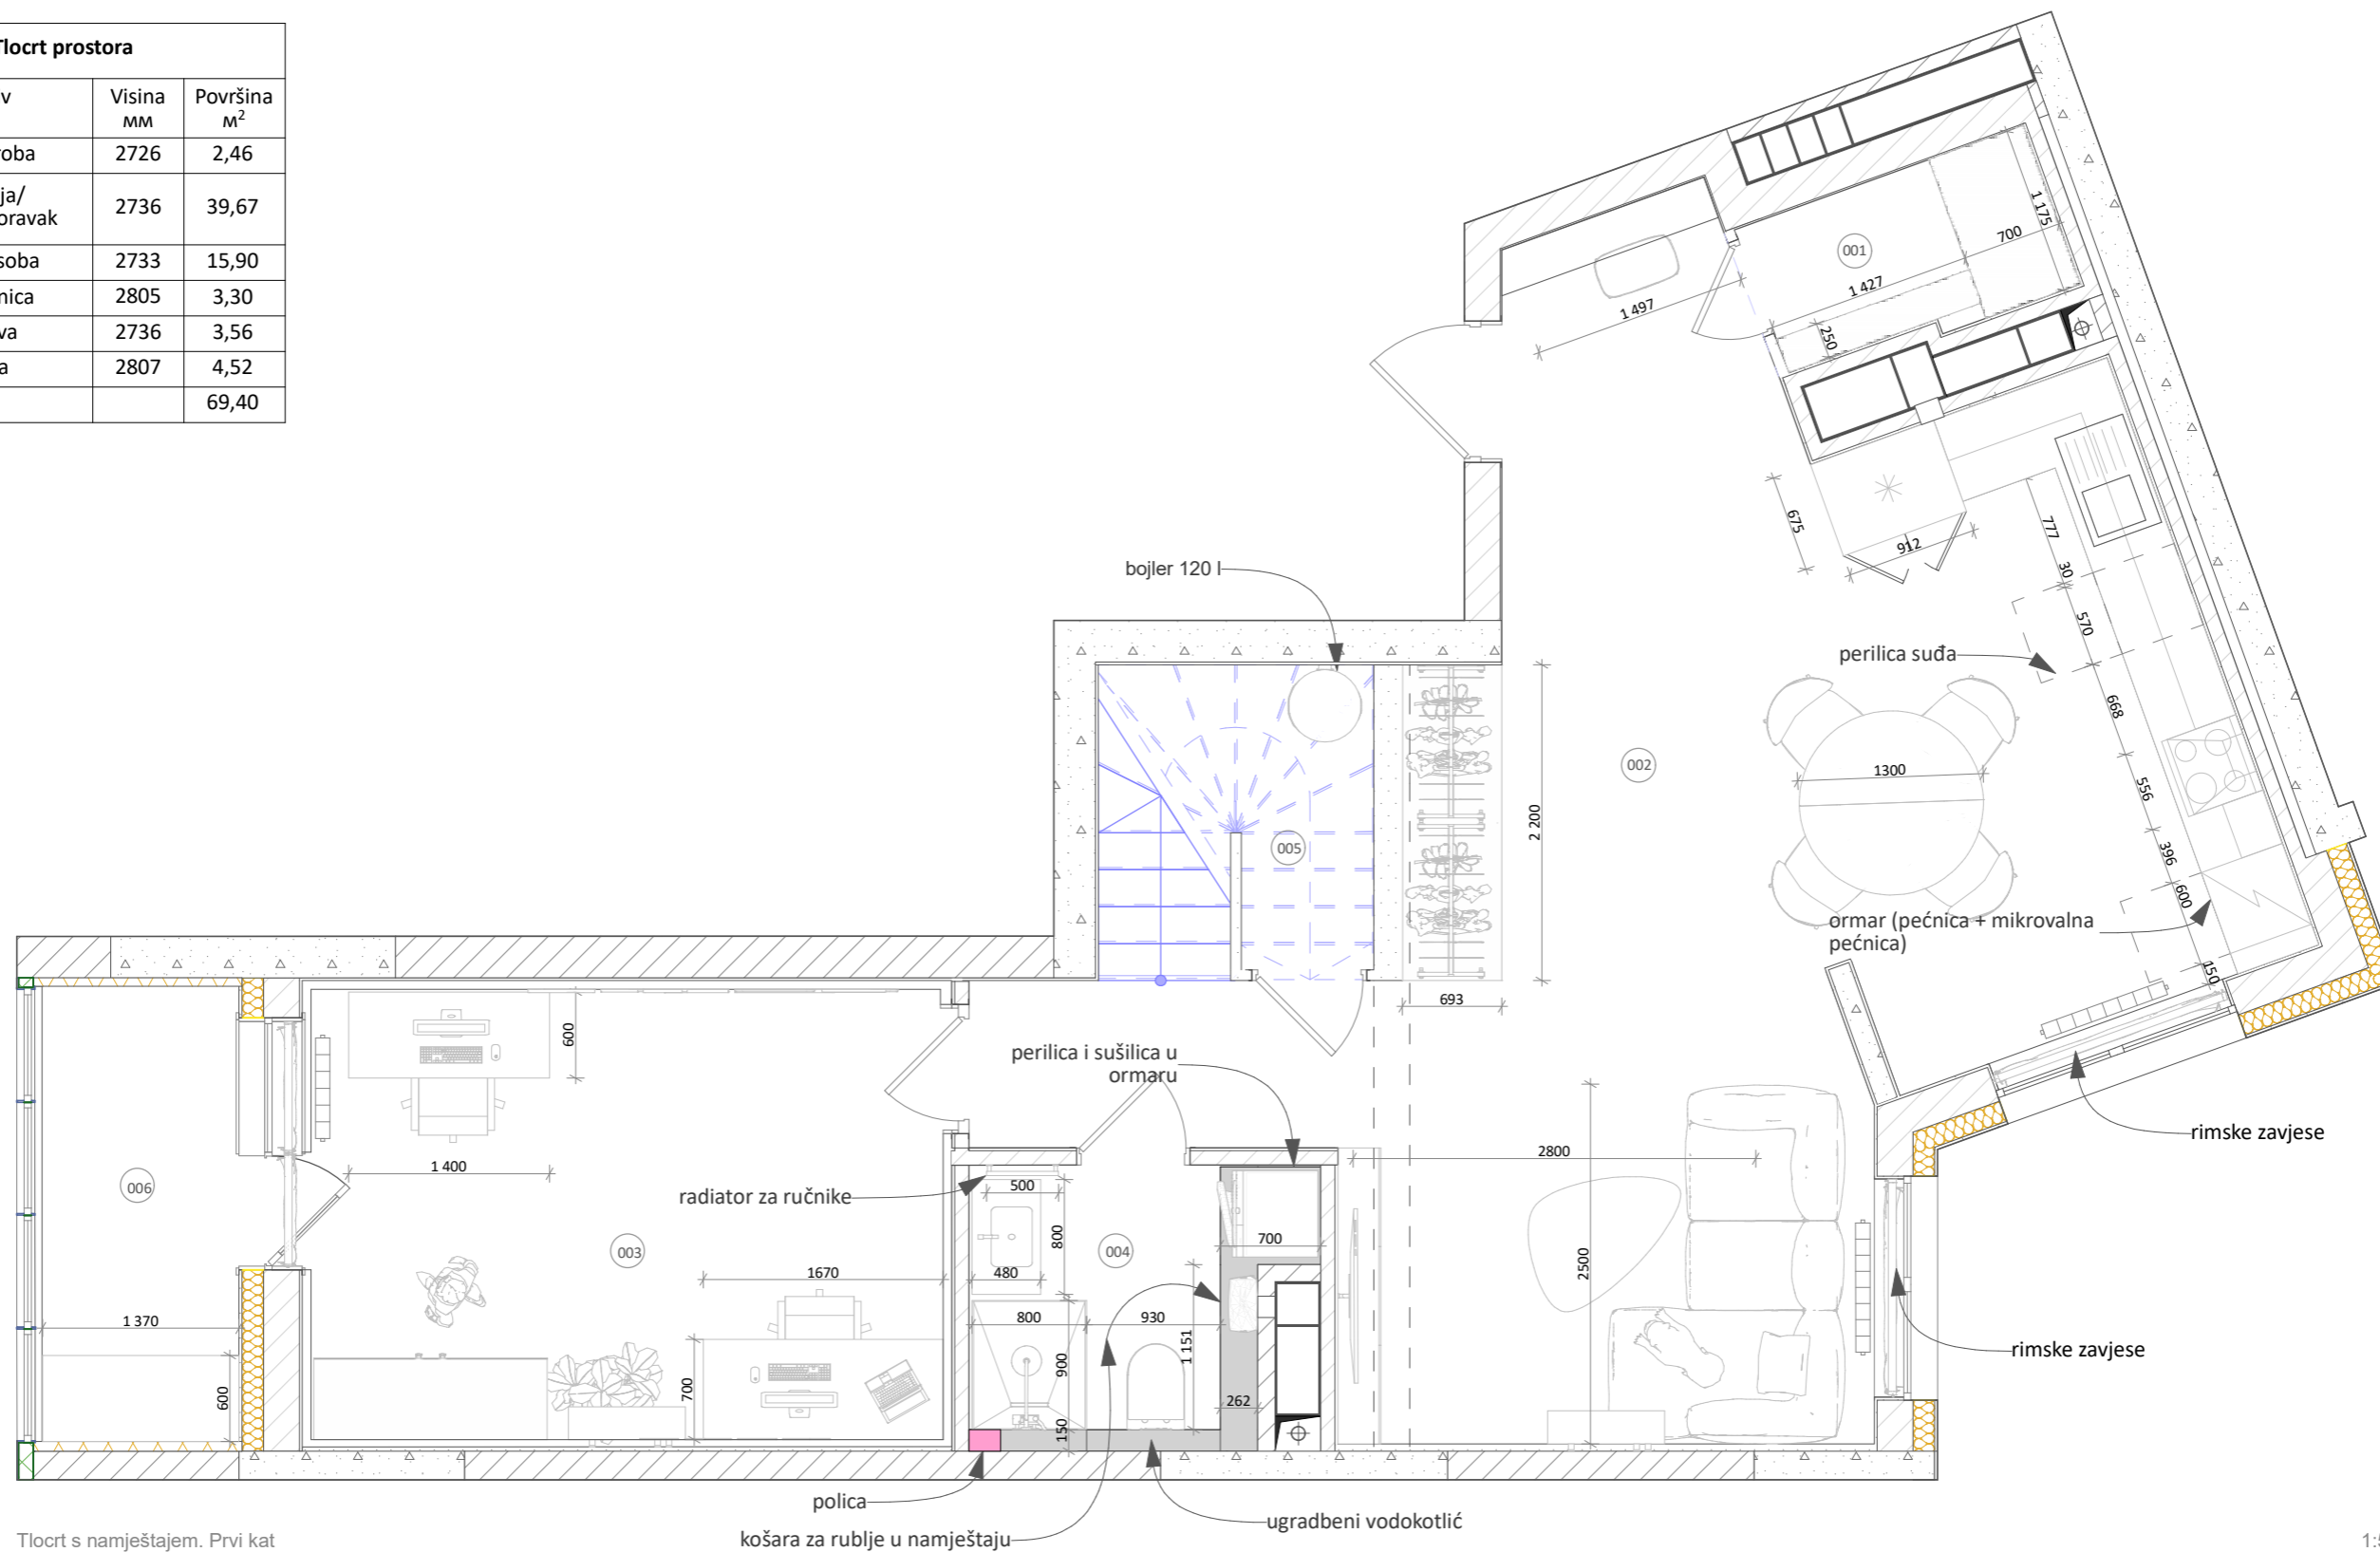 Tlocrt prostora
v Visina Površina
мм м²
roba 2726 2,46
ja/
oravak 2736 39,67
soba 2733 15,90
nica 2805 3,30
va 2736 3,56
a 2807 4,52
69,40
001
1 175
700
1 427
1 497
250
675
912
777
30
570
668
556
396
600
150
bojler 120 l
perilica suđa
002
1300
005
2 200
ormar (pećnica + mikrovalna
pećnica)
693
600
perilica i sušilica u
ormaru
rimske zavjese
2800
1 400
006
radiator za ručnike
500
800
700
003
004
2500
1670
480
1 370
800
930
1 151
rimske zavjese
600
700
900
262
150
polica
košara za rublje u namještaju
ugradbeni vodokotlić
Tlocrt s namještajem. Prvi kat